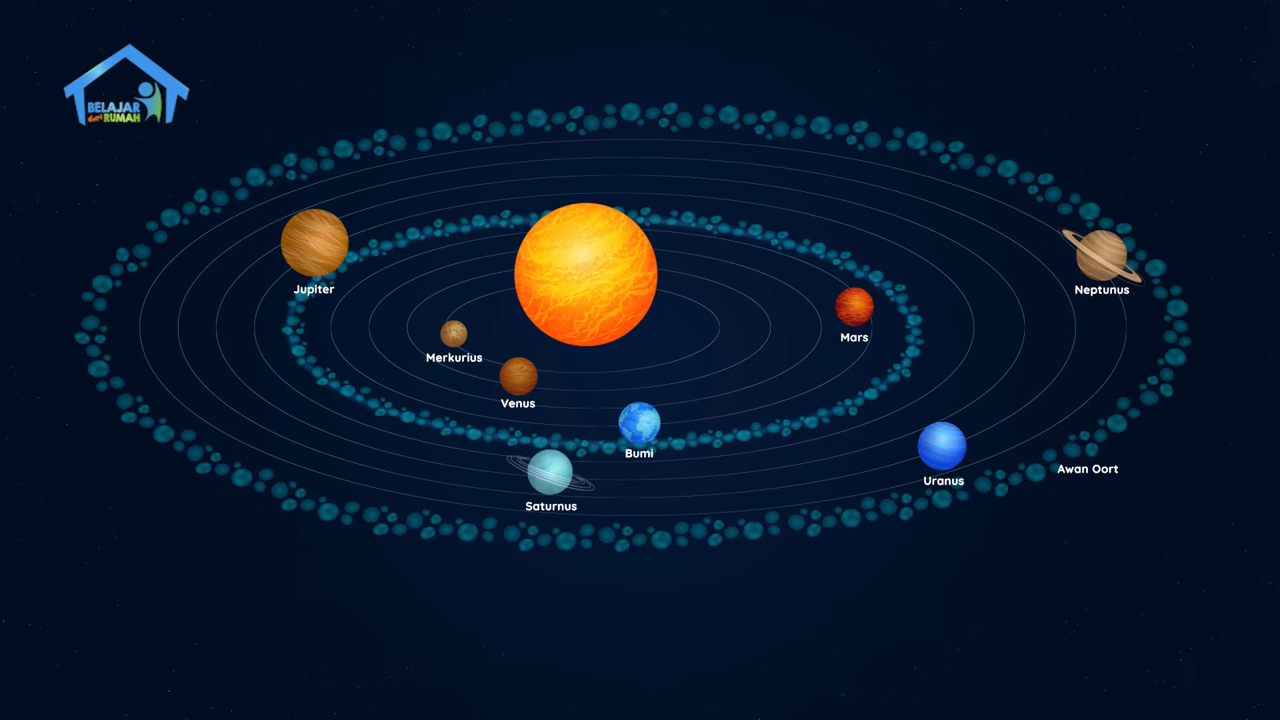 BELAJAR
dari RUMAH
Jupiter
Neptunus
Mars
Merkurius
Venus
Bumi
Awan Oort
Uranus
Saturnus